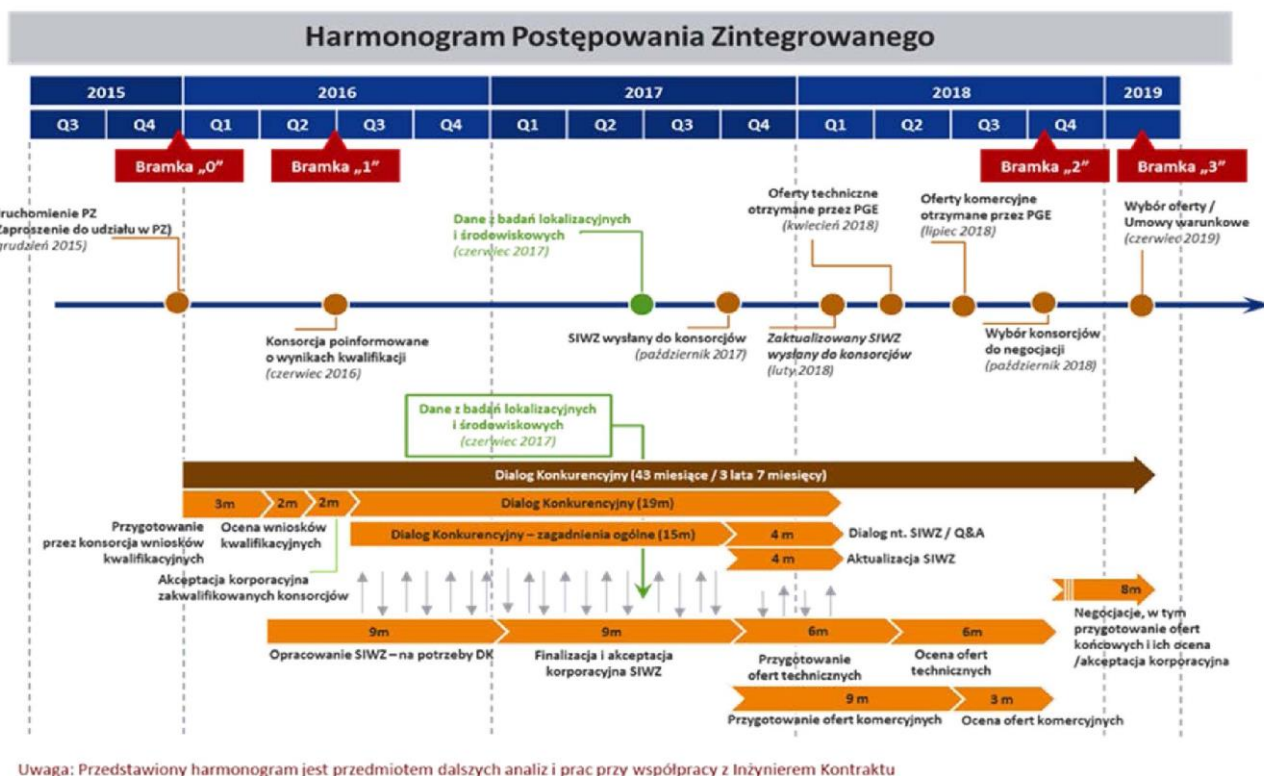 Harmonogram Postępowania Zintegrowanego
2015 2016 2017 2018 2019
Q3 Q4 Q1 Q2 Q3 Q4 Q1 Q2 Q3 Q4 Q1 Q2 Q3 Q4
Bramka „0” Bramka „1” Bramka „2” Bramka „3”
ruchomienie PZ
Zaproszenie do udziału w PZ)
grudzień 2015)
Dane z badań lokalizacyjnych
i środowiskowych
(czerwiec 2017)
Oferty techniczne
otrzymane przez PGE
(kwiecień 2018)
Oferty komercyjne
otrzymane przez PGE
(lipiec 2018)
Wybór oferty /
Umowy warunkowe
(czerwiec 2019)
Konsorcja poinformowane
o wynikach kwalifikacji
(czerwiec 2016)
SIWZ wysłany do konsorcjów
(październik 2017)
Zaktualizowany SIWZ
wysłany do konsorcjów
(luty 2018)
Wybór konsorcjów
do negocjacji
(październik 2018)
Dane z badań lokalizacyjnych
i środowiskowych
(czerwiec 2017)
Dialog Konkurencyjny (43 miesiące / 3 lata 7 miesięcy)
3m 2m 2m Dialog Konkurencyjny (19m)
Przygotowanie
przez konsorcja wniosków
kwalifikacyjnych
Ocena wniosków
kwalifikacyjnych
Akceptacja korporacyjna
zakwalifikowanych konsorcjów
Dialog Konkurencyjny – zagadnienia ogólne (15m) 4 m Dialog nt. SIWZ / Q&A
4 m Aktualizacja SIWZ
8m
Negocjacje, w tym
przygotowanie ofert
końcowych i ich ocena
/akceptacja korporacyjna
9m 9m 6m 6m
Opracowanie SIWZ – na potrzeby DK
Finalizacja i akceptacja
korporacyjna SIWZ
Przygotowanie
ofert technicznych
Ocena ofert
technicznych
9 m 3 m
Przygotowanie ofert komercyjnych
Ocena ofert komercyjnych
Uwaga: Przedstawiony harmonogram jest przedmiotem dalszych analiz i prac przy współpracy z Inżynierem Kontraktu